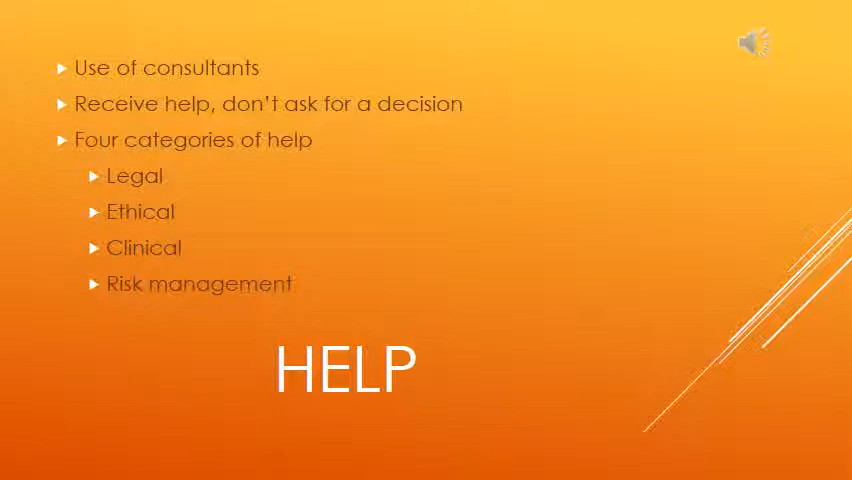 Use of consultants
Receive help, don't ask for a decision
Four categories of help
Legal
Ethical
Clinical
Risk management
HELP